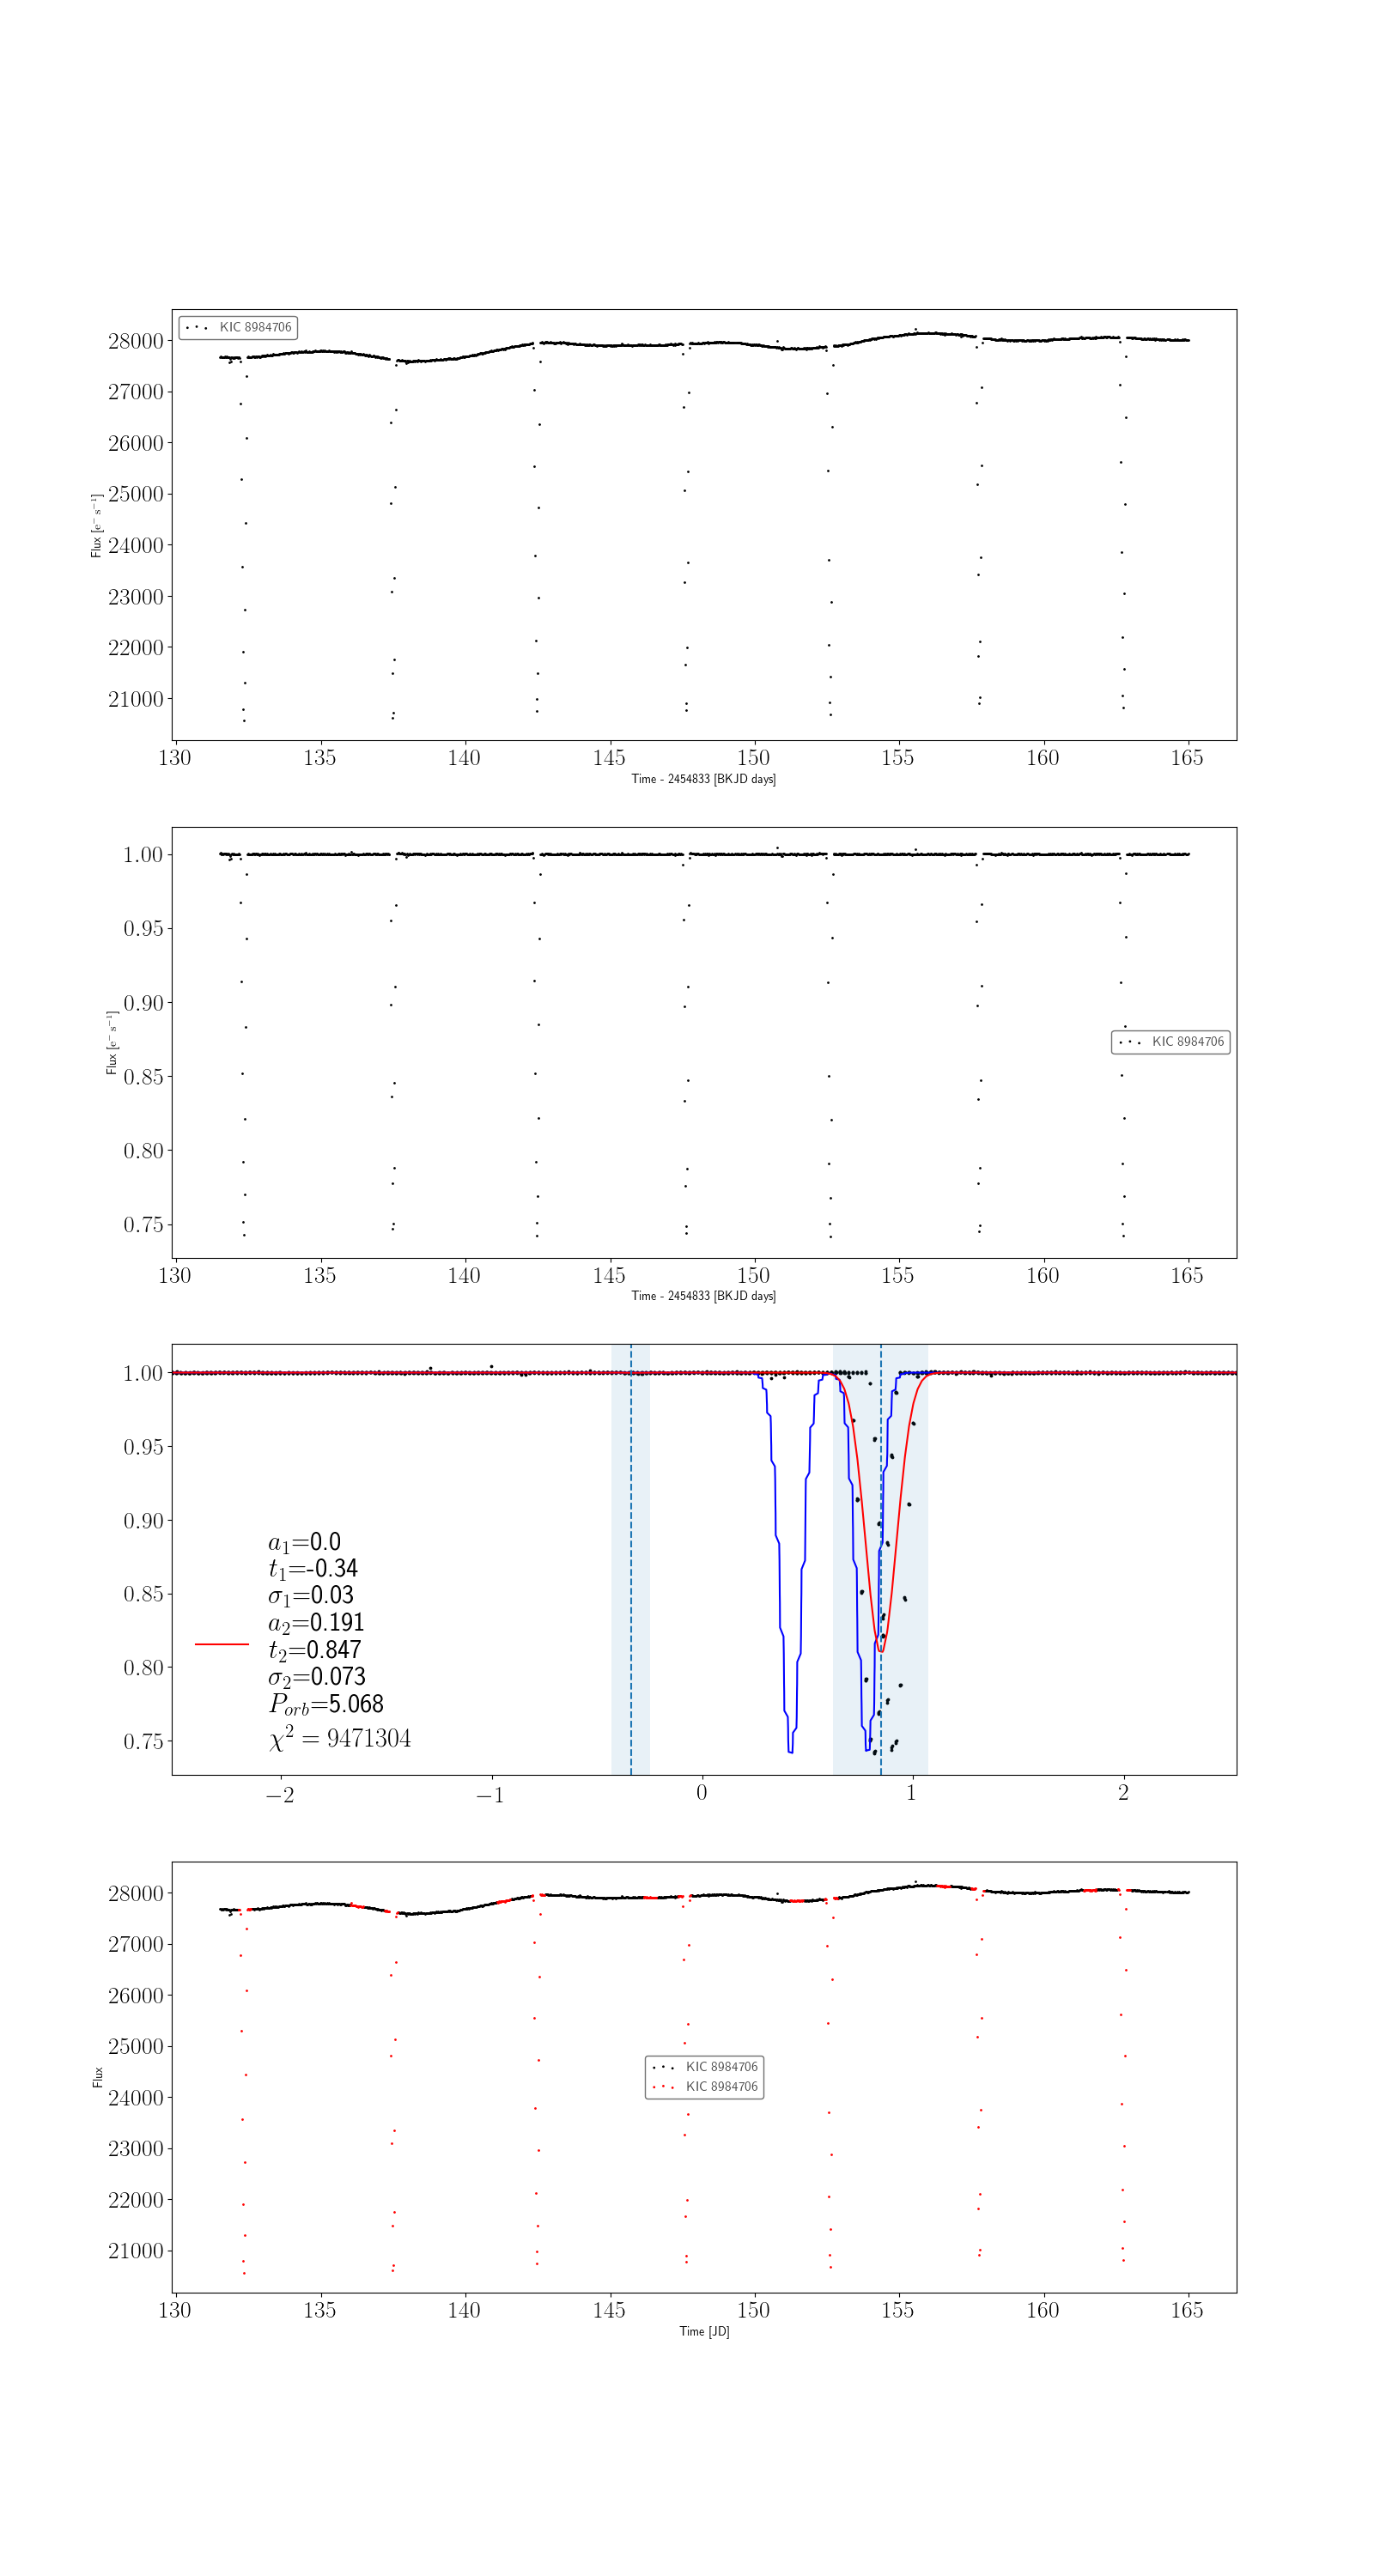 KIC 8984706
28000
27000
26000
25000
24000
23000
22000
21000
Flux [e⁻ s⁻¹]
130 135 140 145 150 155 160 165
Time - 2454833 [BKJD days]
1.00
0.95
0.90
0.85
0.80
0.75
Flux [e⁻ s⁻¹]
KIC 8984706
130 135 140 145 150 155 160 165
Time - 2454833 [BKJD days]
1.00
0.95
0.90
0.85
0.80
0.75
a₁=0.0
t₁=-0.34
σ₁=0.03
a₂=0.191
t₂=0.847
σ₂=0.073
P_orb=5.068
χ² = 9471304
−2 −1 0 1 2
28000
27000
26000
25000
24000
23000
22000
21000
Flux
KIC 8984706
KIC 8984706
130 135 140 145 150 155 160 165
Time [JD]